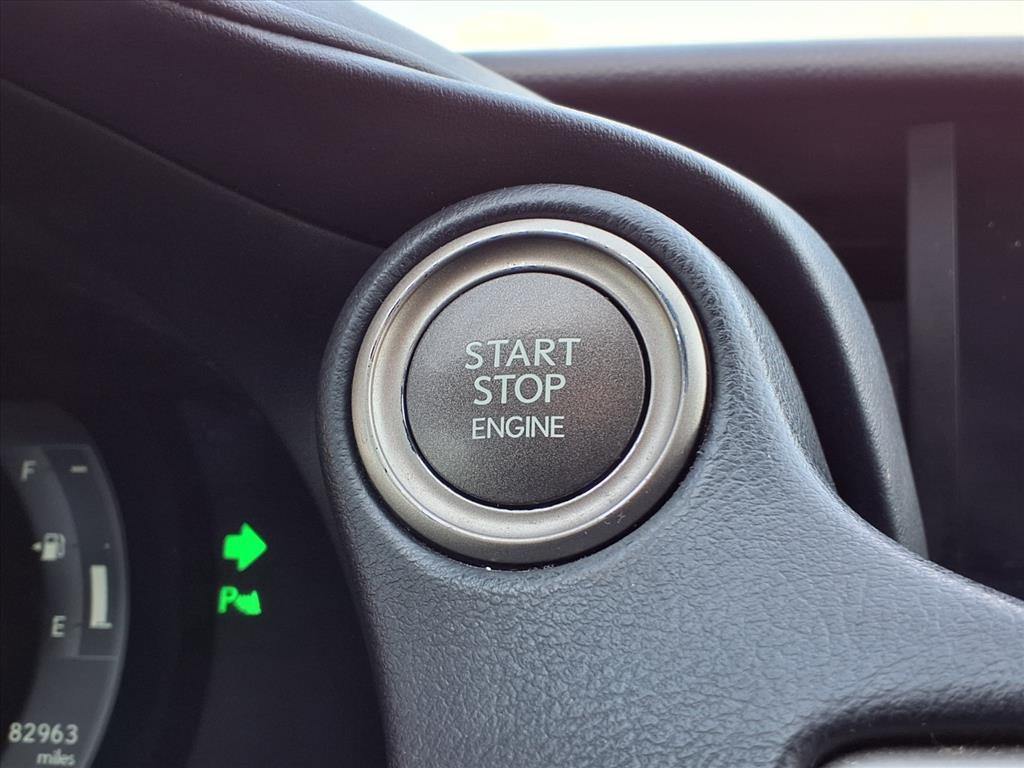 START
STOP
ENGINE
F
E
P
82963
miles